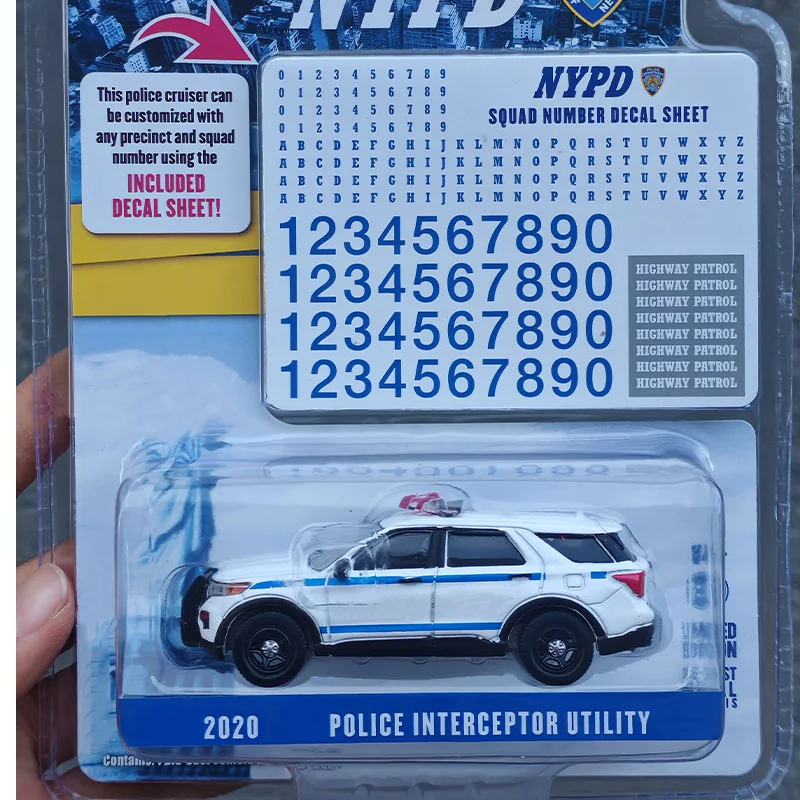 NYPD
This police cruiser can
be customized with
any precinct and squad
number using the
INCLUDED
DECAL SHEET!
NYPD
SQUAD NUMBER DECAL SHEET
0 1 2 3 4 5 6 7 8 9
0 1 2 3 4 5 6 7 8 9
0 1 2 3 4 5 6 7 8 9
0 1 2 3 4 5 6 7 8 9
A B C D E F G H I J K L M N O P Q R S T U V W X Y Z
A B C D E F G H I J K L M N O P Q R S T U V W X Y Z
A B C D E F G H I J K L M N O P Q R S T U V W X Y Z
A B C D E F G H I J K L M N O P Q R S T U V W X Y Z
1234567890
1234567890
1234567890
1234567890
HIGHWAY PATROL
HIGHWAY PATROL
HIGHWAY PATROL
HIGHWAY PATROL
HIGHWAY PATROL
HIGHWAY PATROL
HIGHWAY PATROL
HIGHWAY PATROL
2020 POLICE INTERCEPTOR UTILITY